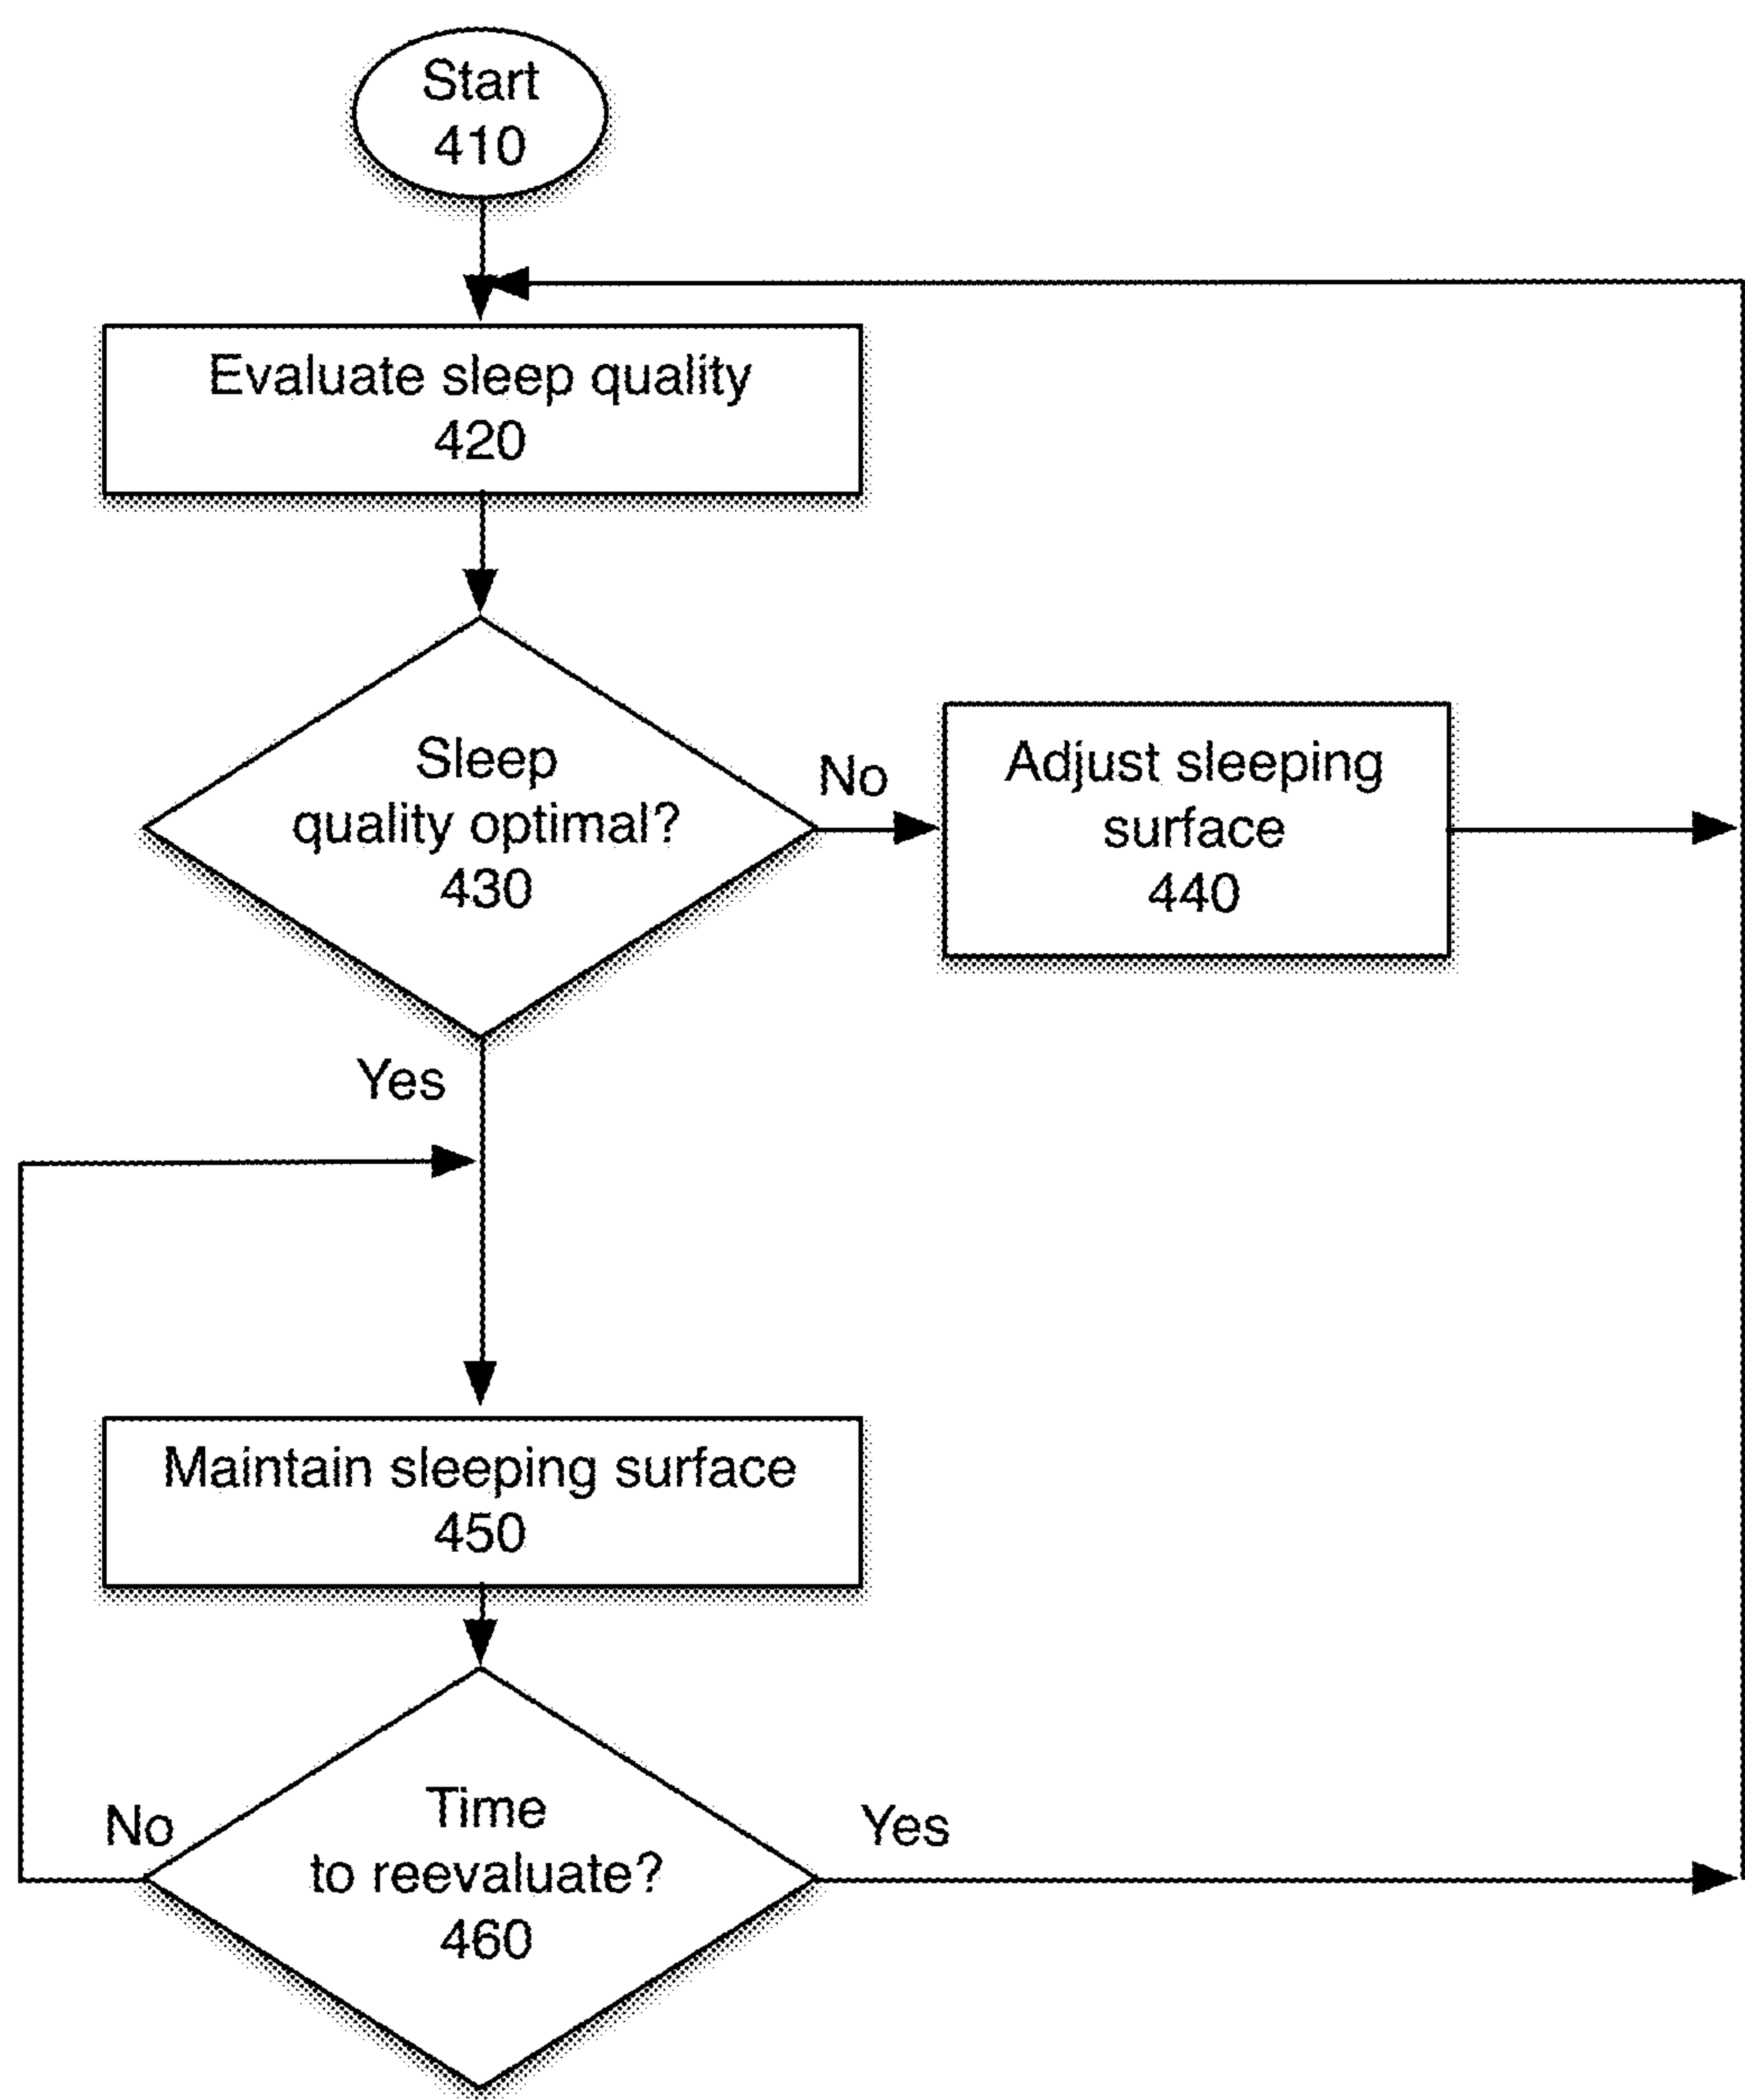 Start
410
Evaluate sleep quality
420
Sleep
quality optimal?
430
No
Adjust sleeping
surface
440
Yes
Maintain sleeping surface
450
Time
to reevaluate?
460
No
Yes